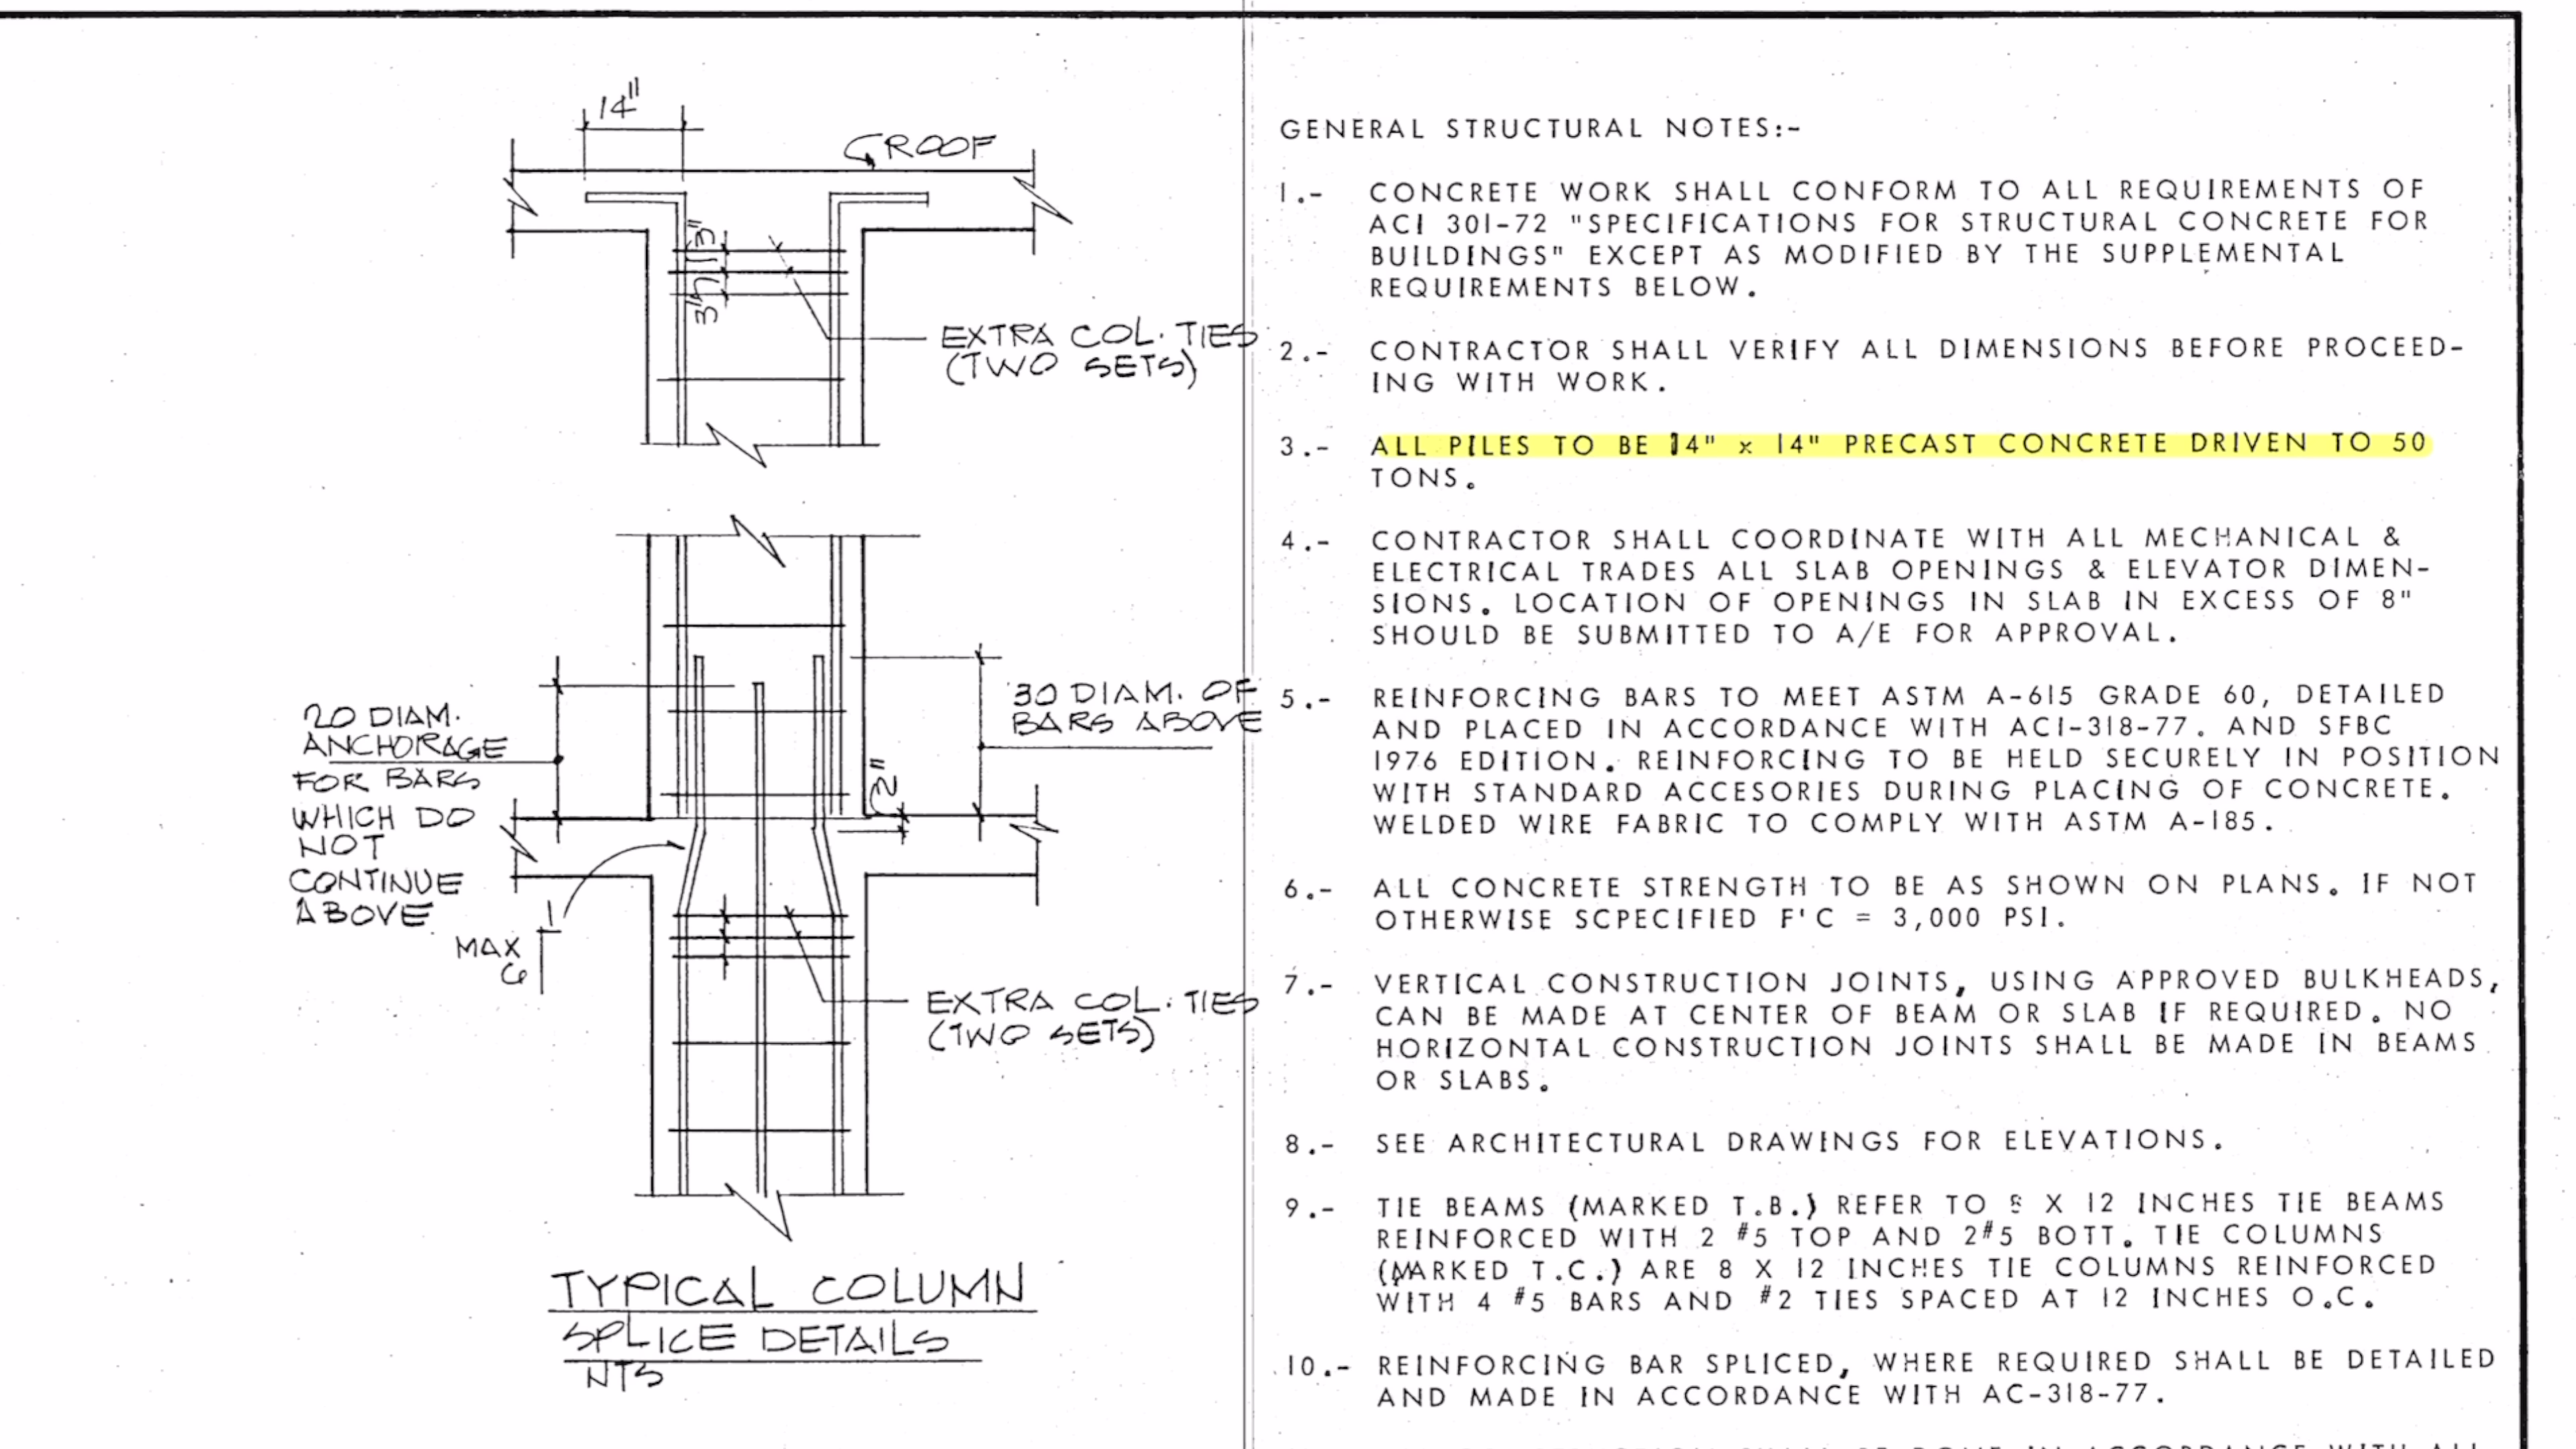 14"
℄ ROOF
3"
3"
EXTRA COL. TIES
(TWO SETS)
20 DIAM.
ANCHORAGE
FOR BARS
WHICH DO
NOT
CONTINUE
ABOVE
30 DIAM. OF
BARS ABOVE
2"
1
MAX
6
EXTRA COL. TIES
(TWO SETS)
TYPICAL COLUMN
SPLICE DETAILS
NTS
GENERAL STRUCTURAL NOTES:-
1.- CONCRETE WORK SHALL CONFORM TO ALL REQUIREMENTS OF
ACI 301-72 "SPECIFICATIONS FOR STRUCTURAL CONCRETE FOR
BUILDINGS" EXCEPT AS MODIFIED BY THE SUPPLEMENTAL
REQUIREMENTS BELOW.
2.- CONTRACTOR SHALL VERIFY ALL DIMENSIONS BEFORE PROCEED-
ING WITH WORK.
3.- ALL PILES TO BE 14" x 14" PRECAST CONCRETE DRIVEN TO 50
TONS.
4.- CONTRACTOR SHALL COORDINATE WITH ALL MECHANICAL &
ELECTRICAL TRADES ALL SLAB OPENINGS & ELEVATOR DIMEN-
SIONS. LOCATION OF OPENINGS IN SLAB IN EXCESS OF 8"
SHOULD BE SUBMITTED TO A/E FOR APPROVAL.
5.- REINFORCING BARS TO MEET ASTM A-615 GRADE 60, DETAILED
AND PLACED IN ACCORDANCE WITH ACI-318-77. AND SFBC
1976 EDITION. REINFORCING TO BE HELD SECURELY IN POSITION
WITH STANDARD ACCESORIES DURING PLACING OF CONCRETE.
WELDED WIRE FABRIC TO COMPLY WITH ASTM A-185.
6.- ALL CONCRETE STRENGTH TO BE AS SHOWN ON PLANS. IF NOT
OTHERWISE SCPECIFIED F'C = 3,000 PSI.
7.- VERTICAL CONSTRUCTION JOINTS, USING APPROVED BULKHEADS,
CAN BE MADE AT CENTER OF BEAM OR SLAB IF REQUIRED. NO
HORIZONTAL CONSTRUCTION JOINTS SHALL BE MADE IN BEAMS
OR SLABS.
8.- SEE ARCHITECTURAL DRAWINGS FOR ELEVATIONS.
9.- TIE BEAMS (MARKED T.B.) REFER TO 8 X 12 INCHES TIE BEAMS
REINFORCED WITH 2 #5 TOP AND 2#5 BOTT. TIE COLUMNS
(MARKED T.C.) ARE 8 X 12 INCHES TIE COLUMNS REINFORCED
WITH 4 #5 BARS AND #2 TIES SPACED AT 12 INCHES O.C.
10.- REINFORCING BAR SPLICED, WHERE REQUIRED SHALL BE DETAILED
AND MADE IN ACCORDANCE WITH AC-318-77.